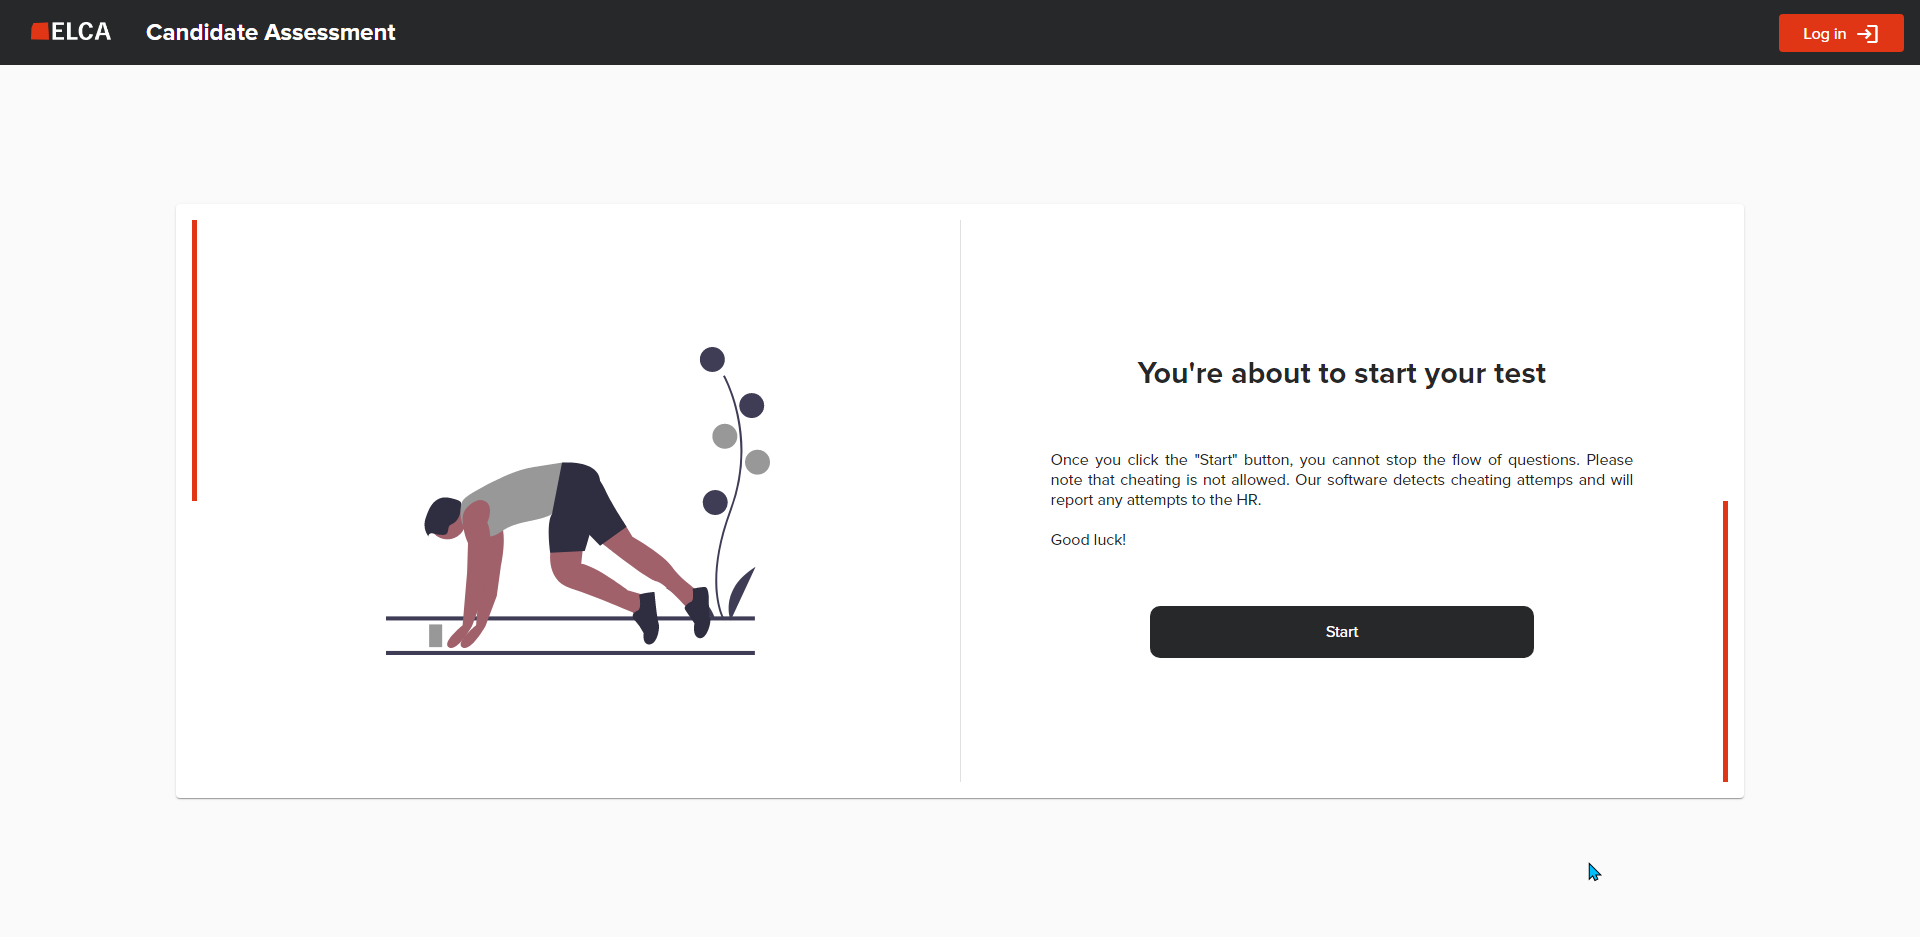 ELCA
Candidate Assessment
Log in
You're about to start your test
Once you click the "Start" button, you cannot stop the flow of questions. Please
note that cheating is not allowed. Our software detects cheating attemps and will
report any attempts to the HR.
Good luck!
Start